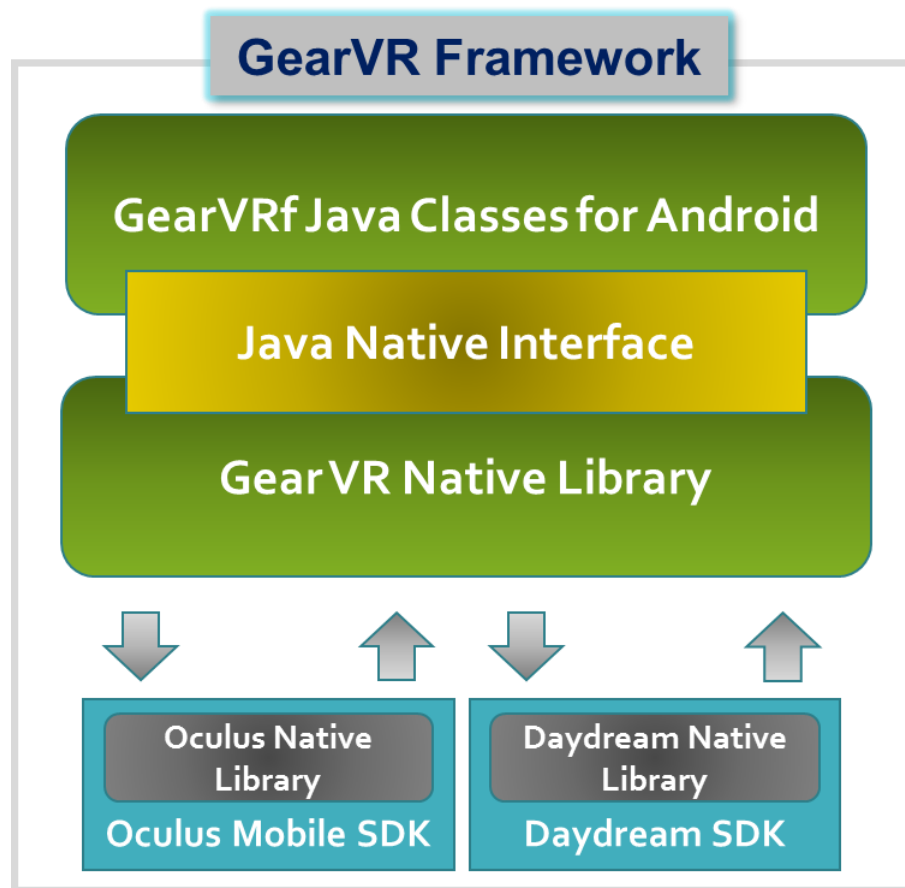 GearVR Framework
GearVRf Java Classes for Android
Java Native Interface
Gear VR Native Library
Oculus Native
Library
Oculus Mobile SDK
Daydream Native
Library
Daydream SDK